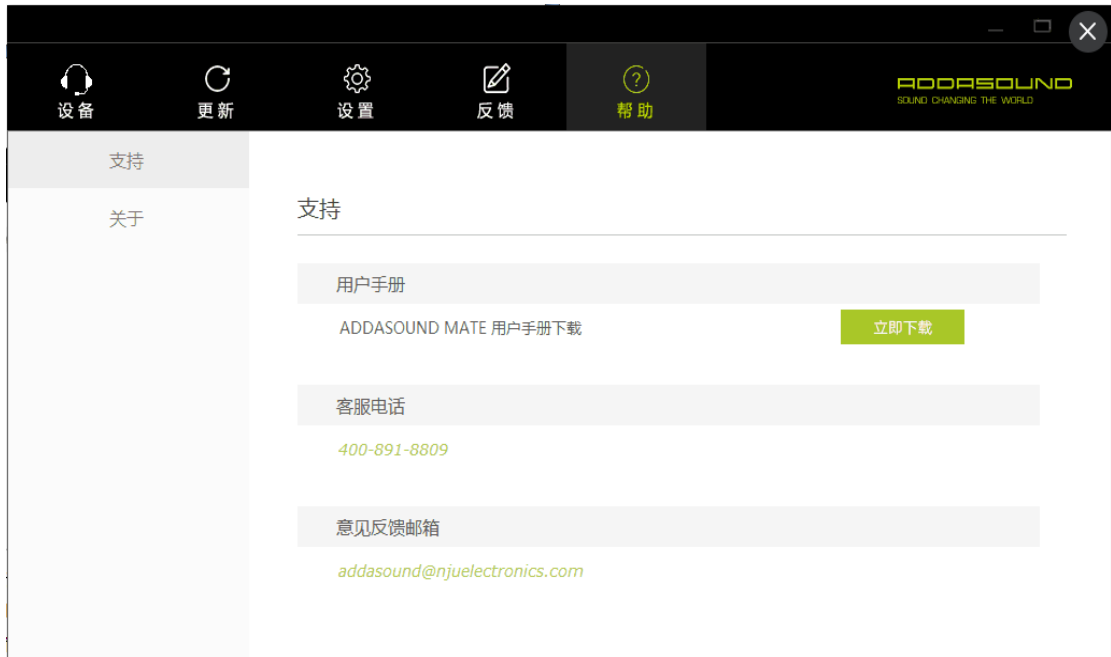 设备
更新
设置
反馈
帮助
ADDASOUND
SOUND CHANGING THE WORLD
支持
关于
支持
用户手册
ADDASOUND MATE 用户手册下载
立即下载
客服电话
400-891-8809
意见反馈邮箱
addasound@njuelectronics.com